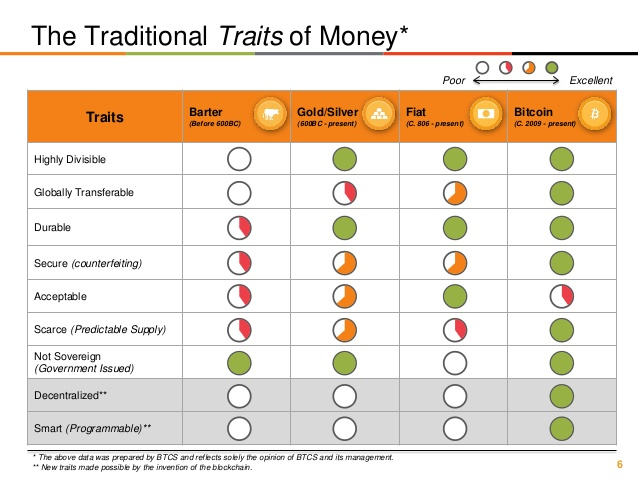 The Traditional Traits of Money*
Poor Excellent
Traits
Barter
(Before 600BC)
Gold/Silver
(600BC - present)
Fiat
(C. 806 - present)
Bitcoin
(C. 2009 - present)
Highly Divisible
Globally Transferable
Durable
Secure (counterfeiting)
Acceptable
Scarce (Predictable Supply)
Not Sovereign
(Government Issued)
Decentralized**
Smart (Programmable)**
* The above data was prepared by BTCS and reflects solely the opinion of BTCS and its management.
** New traits made possible by the invention of the blockchain.
6